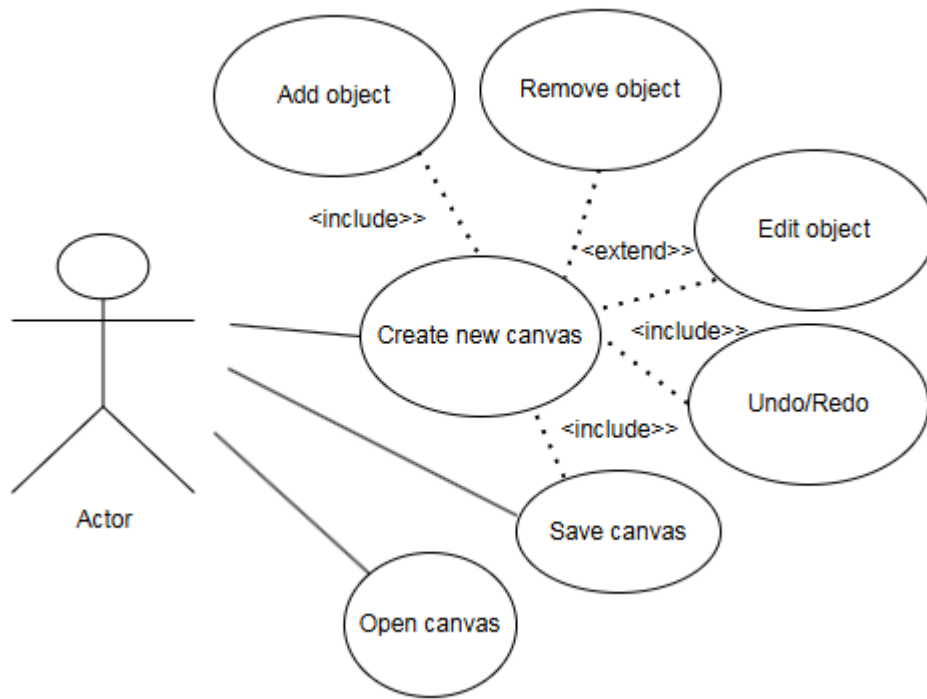 Add object
Remove object
<include>>
Edit object
<extend>>
Create new canvas
<include>>
Undo/Redo
<include>>
Actor
Save canvas
Open canvas